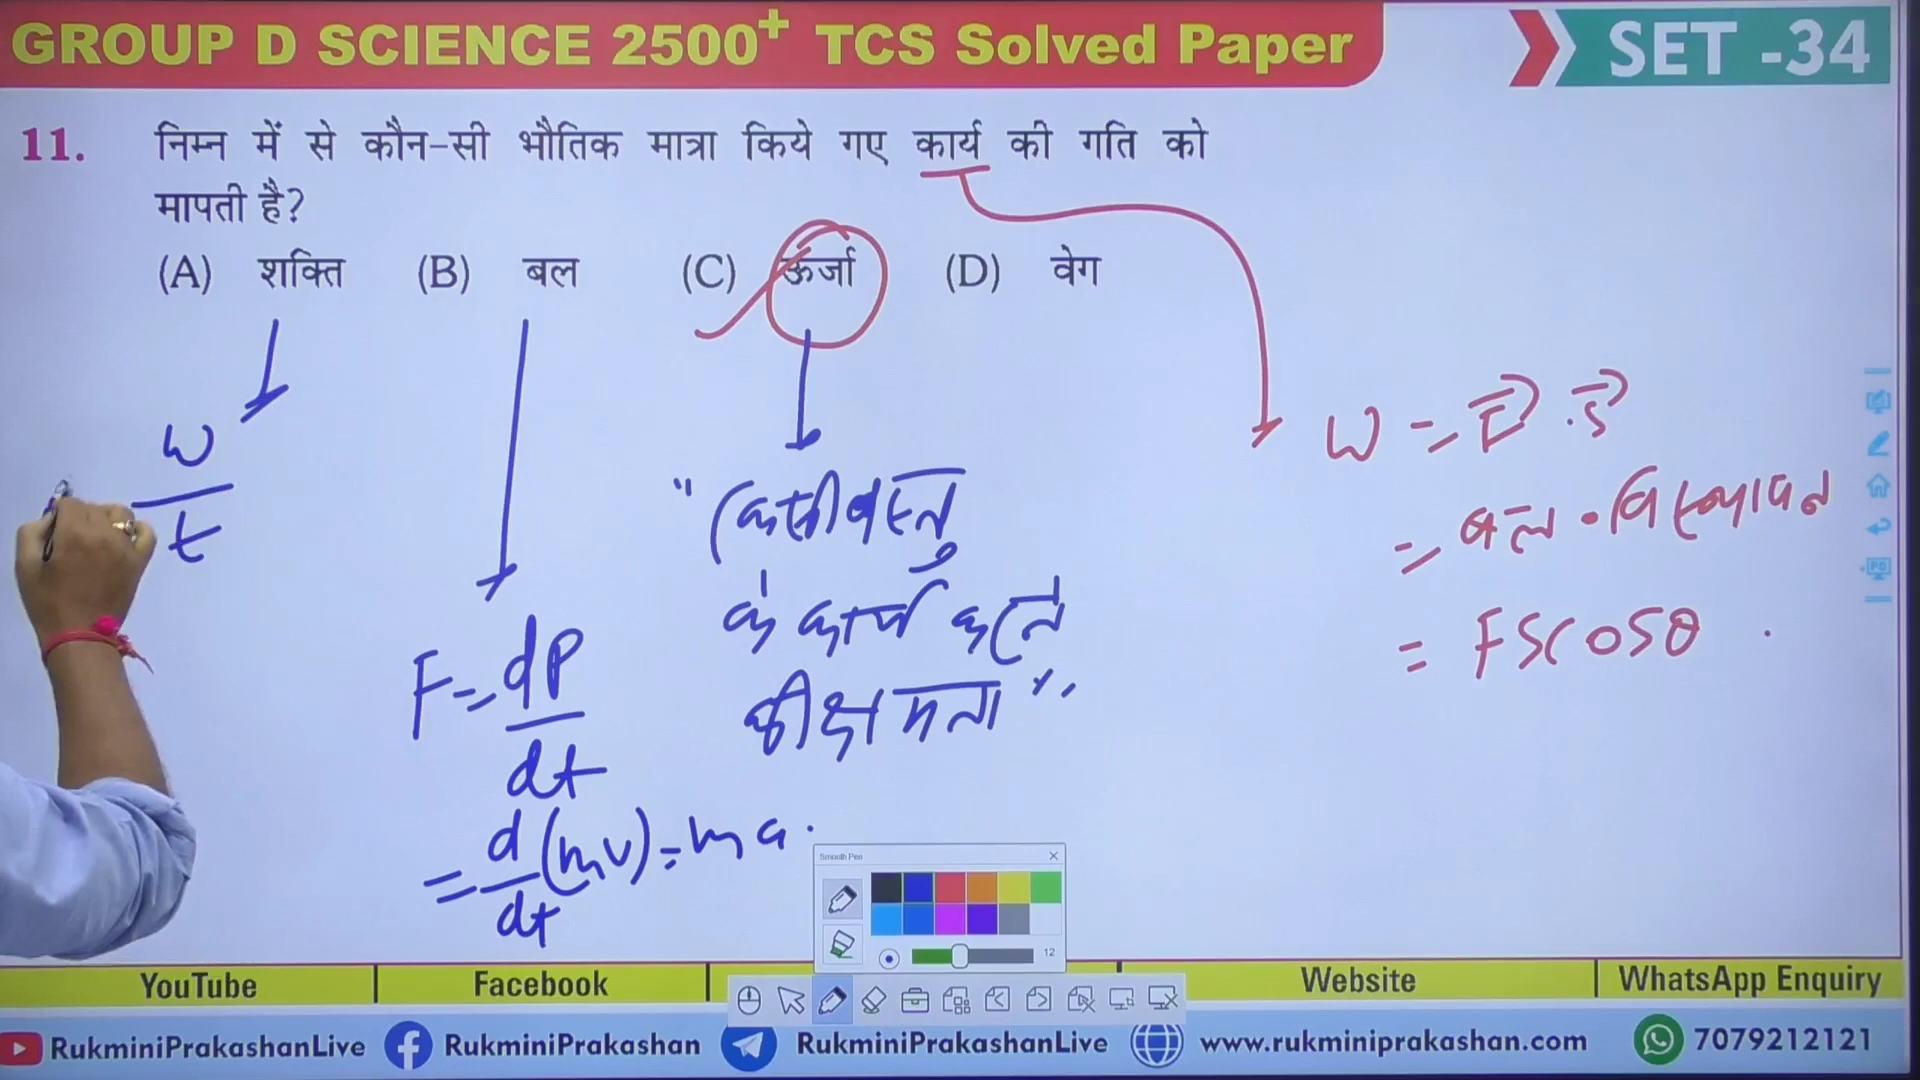 GROUP D SCIENCE 2500+ TCS Solved Paper
SET -34
11. निम्न में से कौन-सी भौतिक मात्रा किये गए कार्य की गति को
मापती है?
(A) शक्ति (B) बल (C) ऊर्जा (D) वेग
W/t
F = dP/dt
= d/dt (mv) = ma.
" किसी वस्तु
के कार्य करने
की क्षमता "
W = F⃗ . s⃗
= बल . विस्थापन
= FS cos θ
Smooth Pen
12
YouTube
Facebook
Website
WhatsApp Enquiry
RukminiPrakashanLive
RukminiPrakashan
RukminiPrakashanLive
www.rukminiprakashan.com
7079212121